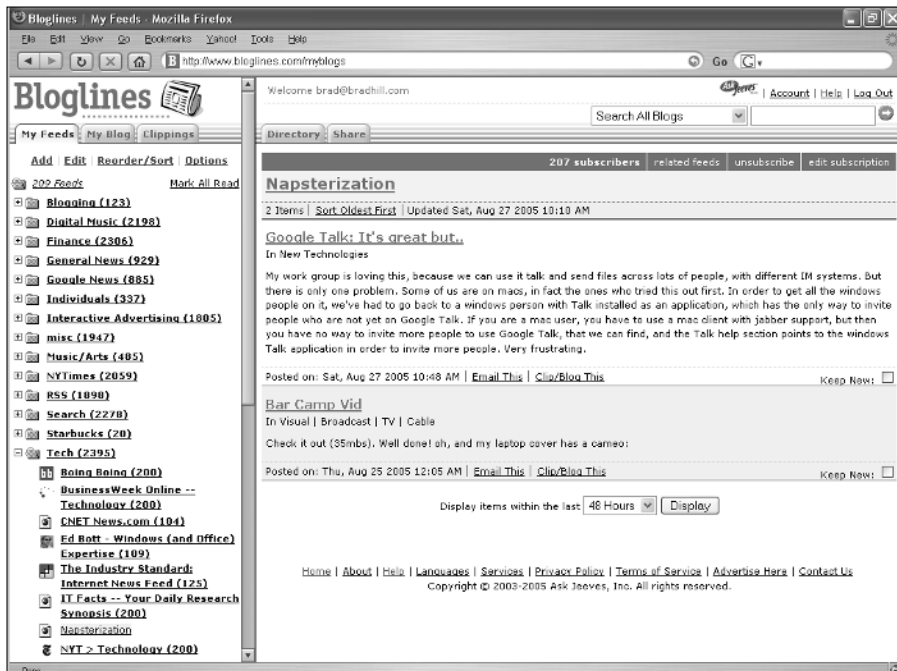 Bloglines | My Feeds - Mozilla Firefox
File Edit View Go Bookmarks Yahoo! Tools Help
http://www.bloglines.com/myblogs
Go
G
Bloglines
My Feeds My Blog Clippings
Add | Edit | Reorder/Sort | Options
209 Feeds Mark All Read
Blogging (123)
Digital Music (2198)
Finance (2306)
General News (929)
Google News (885)
Individuals (337)
Interactive Advertising (1805)
misc (1947)
Music/Arts (485)
NYTimes (2059)
RSS (1898)
Search (2278)
Starbucks (20)
Tech (2395)
bb Boing Boing (200)
BusinessWeek Online --
Technology (200)
CNET News.com (104)
Ed Bott - Windows (and Office)
Expertise (109)
The Industry Standard:
Internet News Feed (125)
IT Facts -- Your Daily Research
Synopsis (200)
Napsterization
NYT > Technology (200)
Welcome brad@bradhill.com
Ask Jeeves | Account | Help | Log Out
Search All Blogs
Directory Share
207 subscribers | related feeds | unsubscribe | edit subscription
Napsterization
2 Items | Sort Oldest First | Updated Sat, Aug 27 2005 10:10 AM
Google Talk: It's great but..
In New Technologies
My work group is loving this, because we can use it talk and send files across lots of people, with different IM systems. But
there is only one problem. Some of us are on macs, in fact the ones who tried this out first. In order to get all the windows
people on it, we've had to go back to a windows person with Talk installed as an application, which has the only way to invite
people who are not yet on Google Talk. If you are a mac user, you have to use a mac client with jabber support, but then
you have no way to invite more people to use Google Talk, that we can find, and the Talk help section points to the windows
Talk application in order to invite more people. Very frustrating.
Posted on: Sat, Aug 27 2005 10:48 AM | Email This | Clip/Blog This Keep New:
Bar Camp Vid
In Visual | Broadcast | TV | Cable
Check it out (35mbs). Well done! oh, and my laptop cover has a cameo:
Posted on: Thu, Aug 25 2005 12:05 AM | Email This | Clip/Blog This Keep New:
Display items within the last 48 Hours Display
Home | About | Help | Languages | Services | Privacy Policy | Terms of Service | Advertise Here | Contact Us
Copyright © 2003-2005 Ask Jeeves, Inc. All rights reserved.